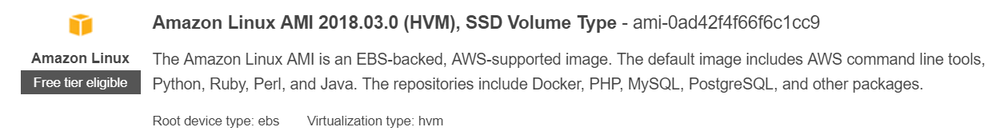 Amazon Linux AMI 2018.03.0 (HVM), SSD Volume Type - ami-0ad42f4f66f6c1cc9
Amazon Linux
Free tier eligible
The Amazon Linux AMI is an EBS-backed, AWS-supported image. The default image includes AWS command line tools,
Python, Ruby, Perl, and Java. The repositories include Docker, PHP, MySQL, PostgreSQL, and other packages.
Root device type: ebs Virtualization type: hvm